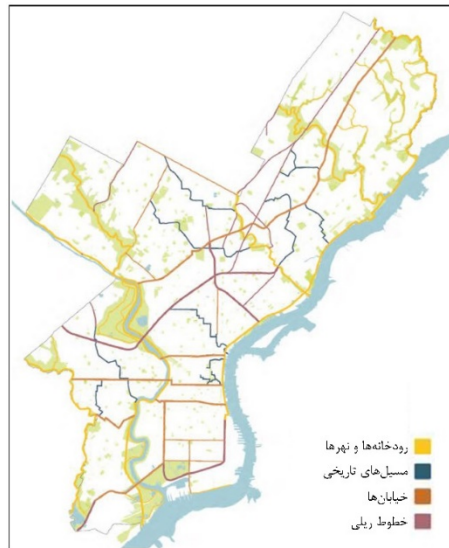 رودخانه‌ها و نهرها
مسیل‌های تاریخی
خیابان‌ها
خطوط ریلی